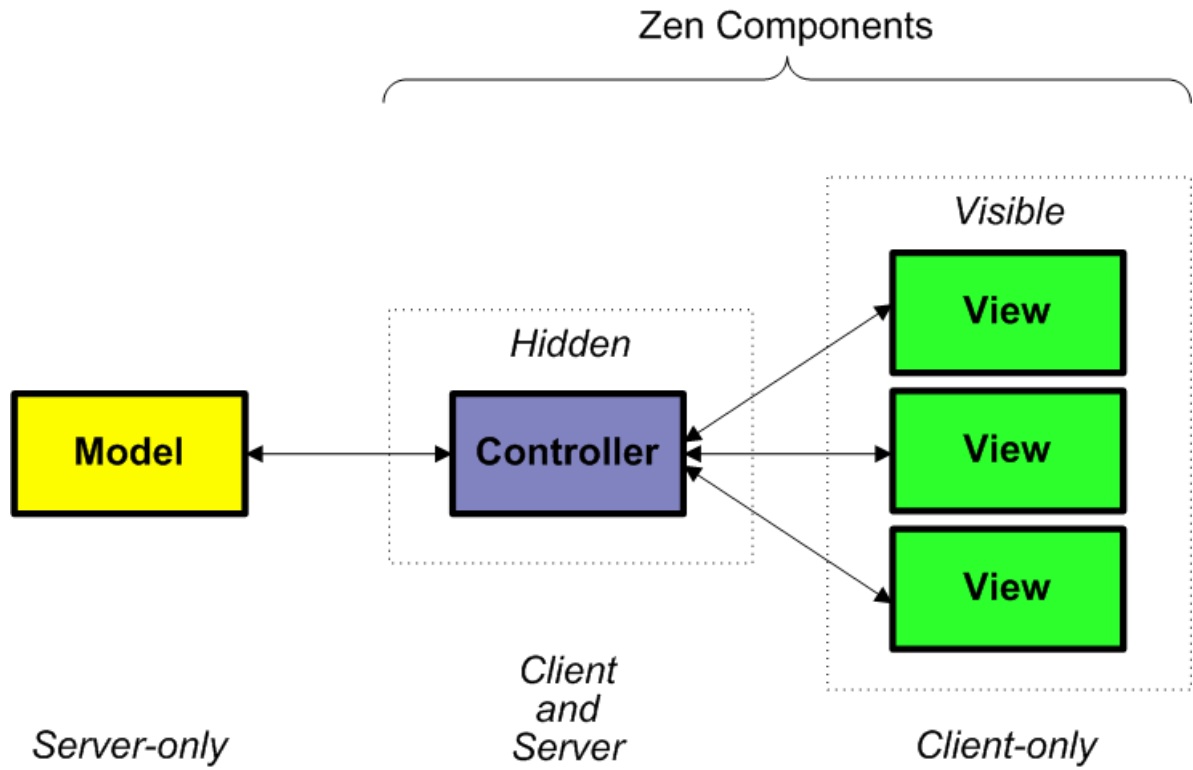 Zen Components
Visible
View
Hidden
Model
Controller
View
View
Client
and
Server
Server-only
Client-only